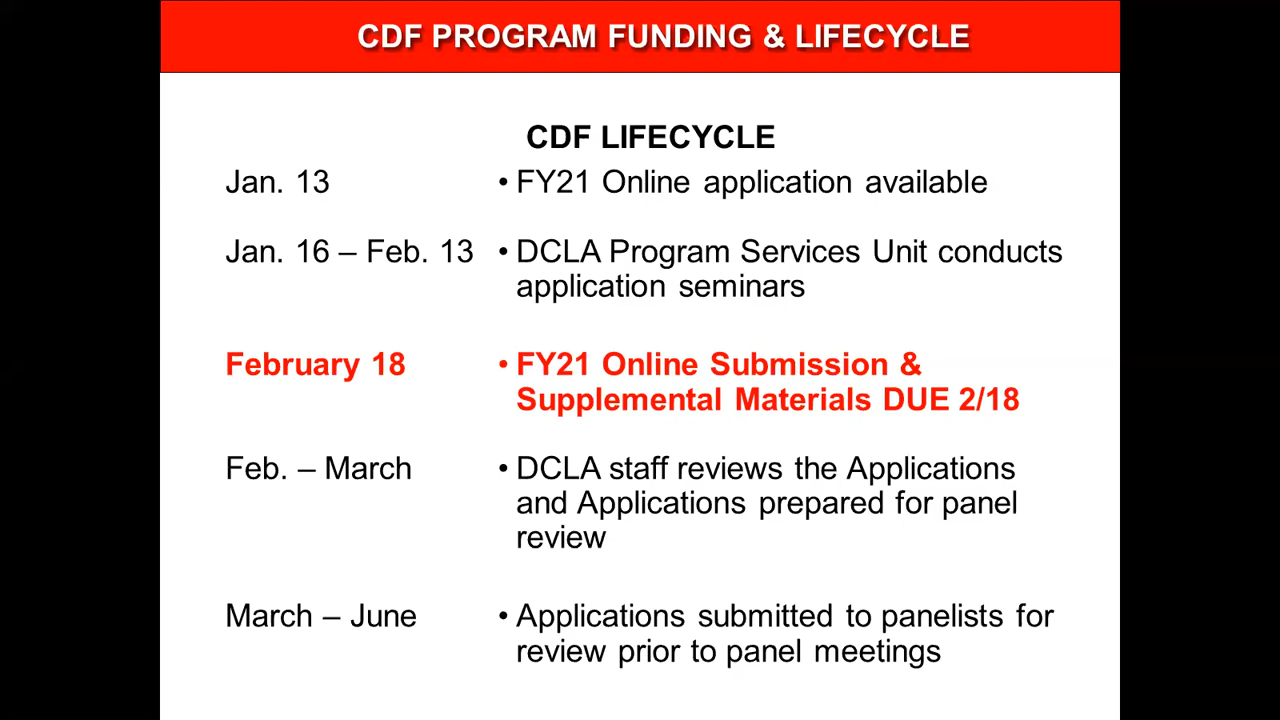 CDF PROGRAM FUNDING & LIFECYCLE
CDF LIFECYCLE
Jan. 13 • FY21 Online application available
Jan. 16 – Feb. 13 • DCLA Program Services Unit conducts
application seminars
February 18 • FY21 Online Submission &
Supplemental Materials DUE 2/18
Feb. – March • DCLA staff reviews the Applications
and Applications prepared for panel
review
March – June • Applications submitted to panelists for
review prior to panel meetings